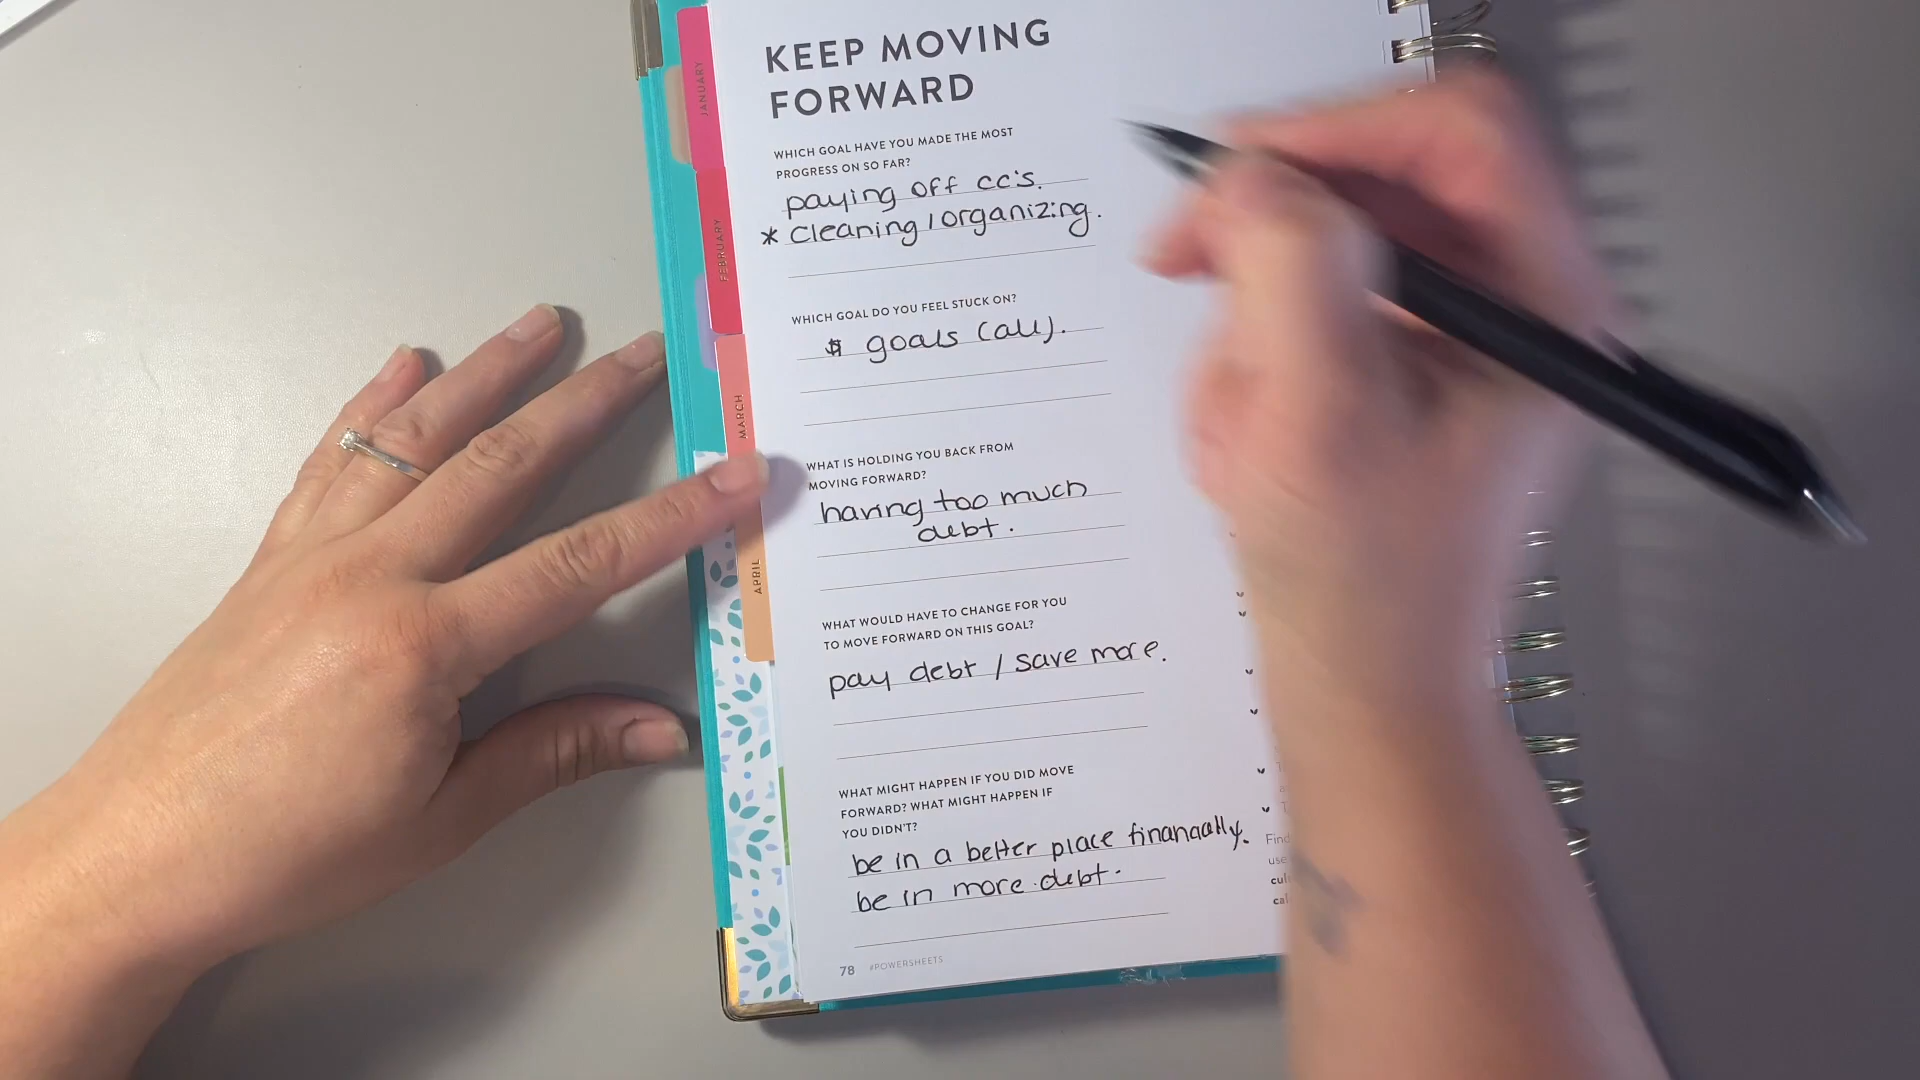 KEEP MOVING
FORWARD
WHICH GOAL HAVE YOU MADE THE MOST
PROGRESS ON SO FAR?
paying off cc's.
* Cleaning/organizing.
WHICH GOAL DO YOU FEEL STUCK ON?
$ goals (all).
WHAT IS HOLDING YOU BACK FROM
MOVING FORWARD?
having too much
debt.
WHAT WOULD HAVE TO CHANGE FOR YOU
TO MOVE FORWARD ON THIS GOAL?
pay debt / save more.
WHAT MIGHT HAPPEN IF YOU DID MOVE
FORWARD? WHAT MIGHT HAPPEN IF
YOU DIDN'T?
be in a better place financially.
be in more debt.
78 #POWERSHEETS
JANUARY
FEBRUARY
MARCH
APRIL
Find
use